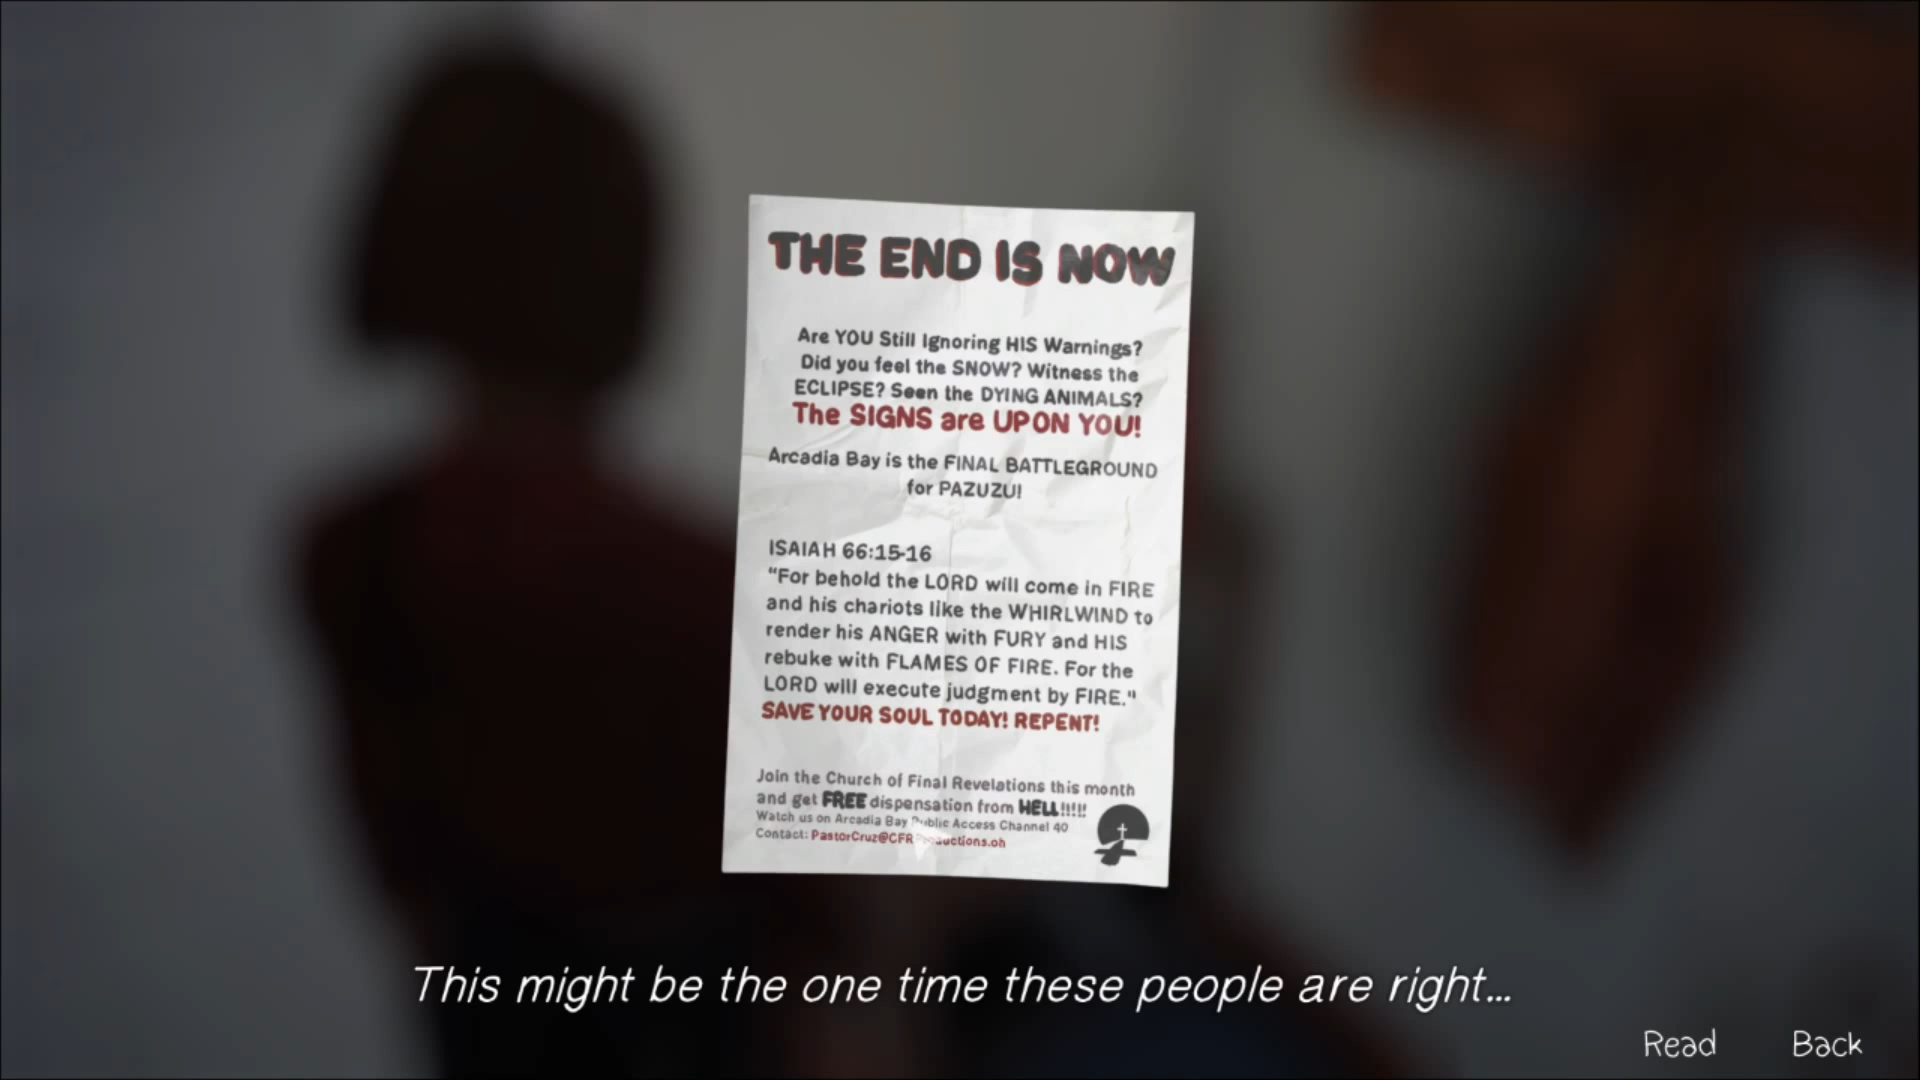 THE END IS NOW
Are YOU Still Ignoring HIS Warnings?
Did you feel the SNOW? Witness the
ECLIPSE? Seen the DYING ANIMALS?
The SIGNS are UPON YOU!
Arcadia Bay is the FINAL BATTLEGROUND
for PAZUZU!
ISAIAH 66:15-16
"For behold the LORD will come in FIRE
and his chariots like the WHIRLWIND to
render his ANGER with FURY and HIS
rebuke with FLAMES OF FIRE. For the
LORD will execute judgment by FIRE."
SAVE YOUR SOUL TODAY! REPENT!
Join the Church of Final Revelations this month
and get FREE dispensation from HELL!!!!!
Watch us on Arcadia Bay Public Access Channel 40
Contact:
This might be the one time these people are right...
Read Back